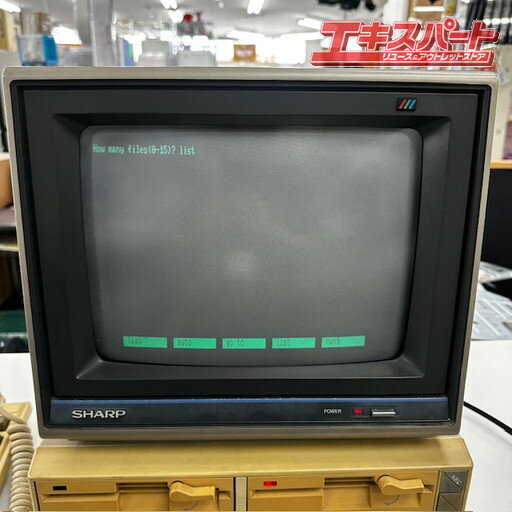 エキスパート
リユース&アウトレットストア
How many files(0-15)? list
load " auto go to list run
SHARP
POWER
NEC